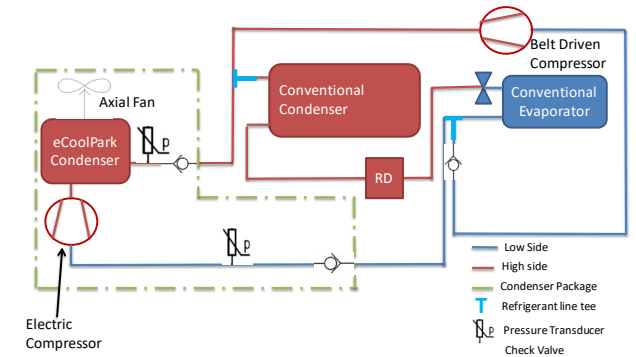 Belt Driven
Compressor
Axial Fan
Conventional
Condenser
Conventional
Evaporator
eCoolPark
Condenser
p
RD
p
Low Side
High side
Condenser Package
Refrigerant line tee
p
Pressure Transducer
Check Valve
Electric
Compressor